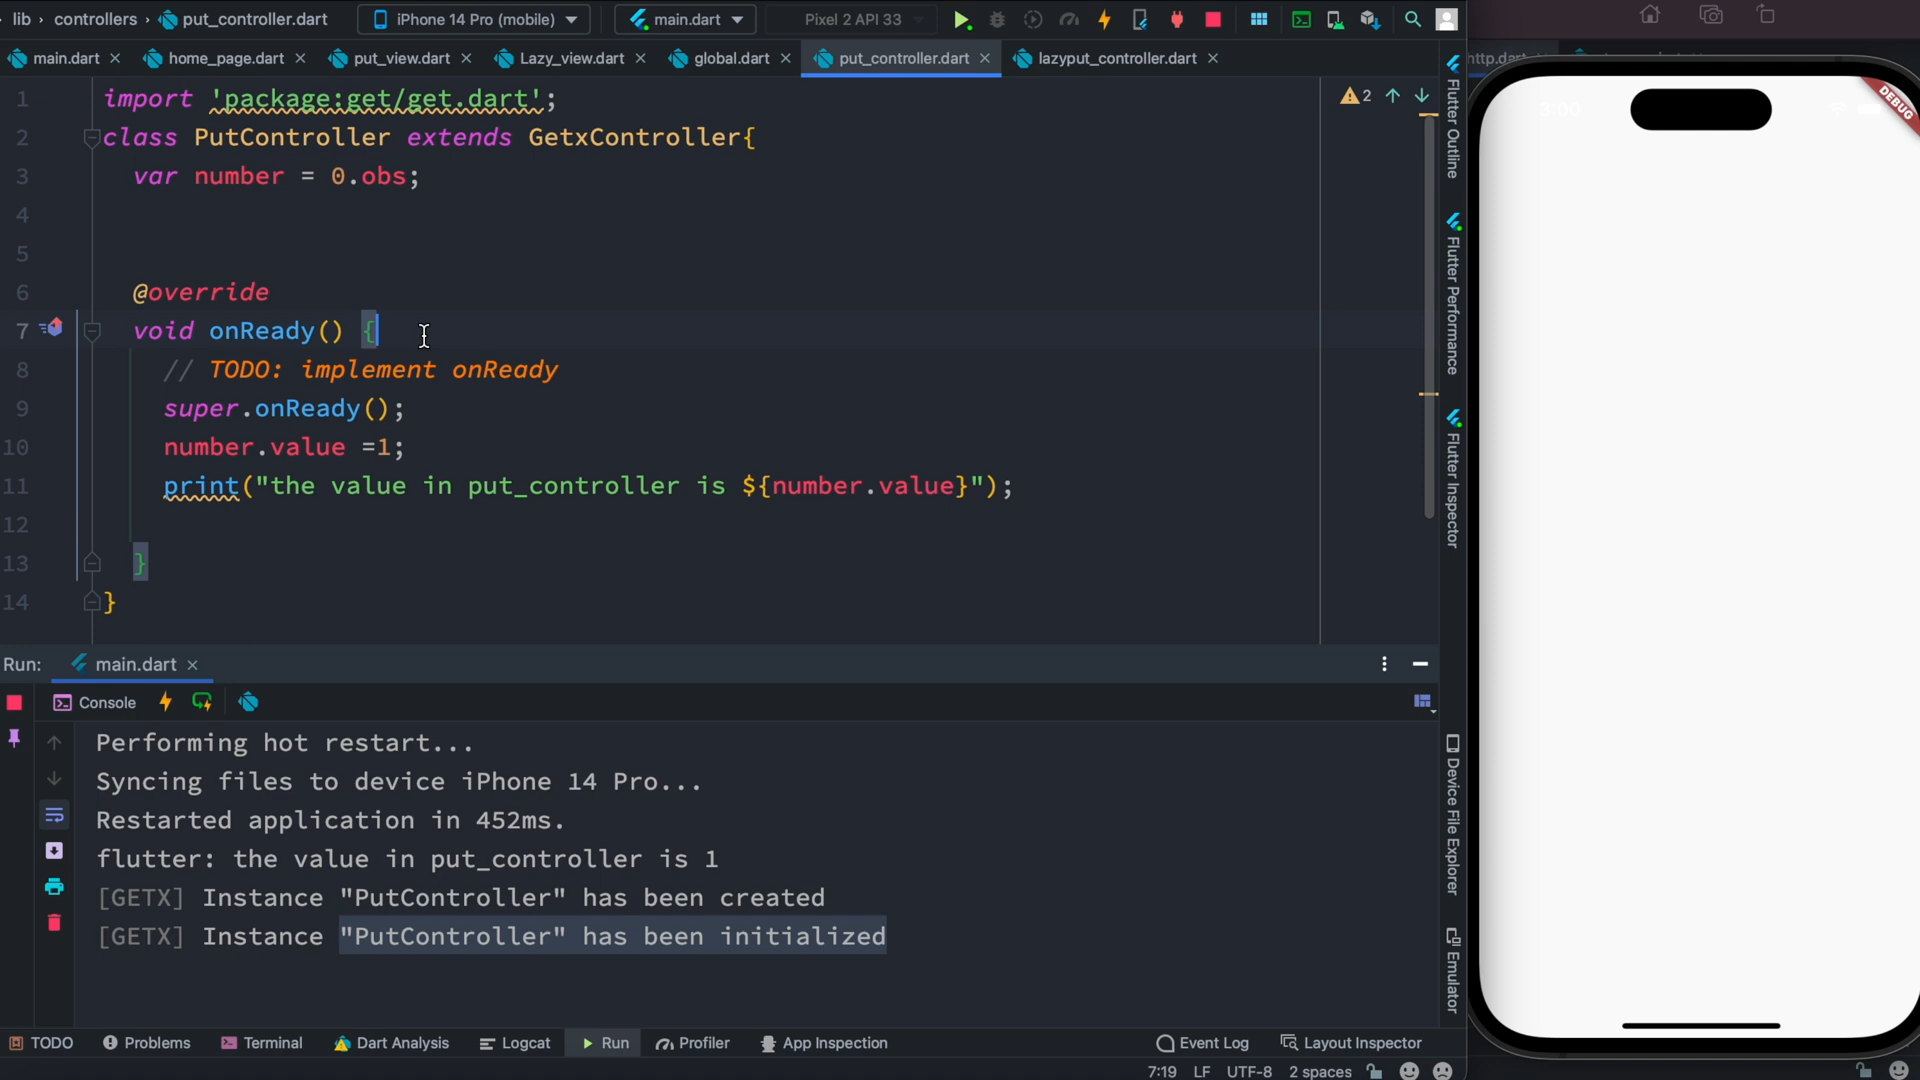 lib › controllers › put_controller.dart
iPhone 14 Pro (mobile)
main.dart
Pixel 2 API 33
main.dart
home_page.dart
put_view.dart
Lazy_view.dart
global.dart
put_controller.dart
lazyput_controller.dart
http.dart
1 import 'package:get/get.dart';
2 class PutController extends GetxController{
3 var number = 0.obs;
4
5
6 @override
7 void onReady() {
8 // TODO: implement onReady
9 super.onReady();
10 number.value =1;
11 print("the value in put_controller is ${number.value}");
12
13 }
14 }
2
Flutter Outline
Flutter Performance
Flutter Inspector
Device File Explorer
Emulator
3:00
DEBUG
Run:
main.dart
Console
Performing hot restart...
Syncing files to device iPhone 14 Pro...
Restarted application in 452ms.
flutter: the value in put_controller is 1
[GETX] Instance "PutController" has been created
[GETX] Instance "PutController" has been initialized
TODO
Problems
Terminal
Dart Analysis
Logcat
Run
Profiler
App Inspection
Event Log
Layout Inspector
7:19
LF
UTF-8
2 spaces